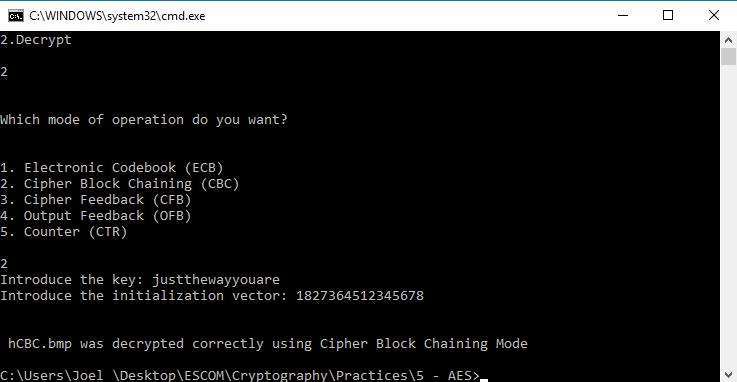 C:\WINDOWS\system32\cmd.exe
2.Decrypt
2
Which mode of operation do you want?
1. Electronic Codebook (ECB)
2. Cipher Block Chaining (CBC)
3. Cipher Feedback (CFB)
4. Output Feedback (OFB)
5. Counter (CTR)
2
Introduce the key: justthewayyouare
Introduce the initialization vector: 1827364512345678
hCBC.bmp was decrypted correctly using Cipher Block Chaining Mode
C:\Users\Joel \Desktop\ESCOM\Cryptography\Practices\5 - AES>